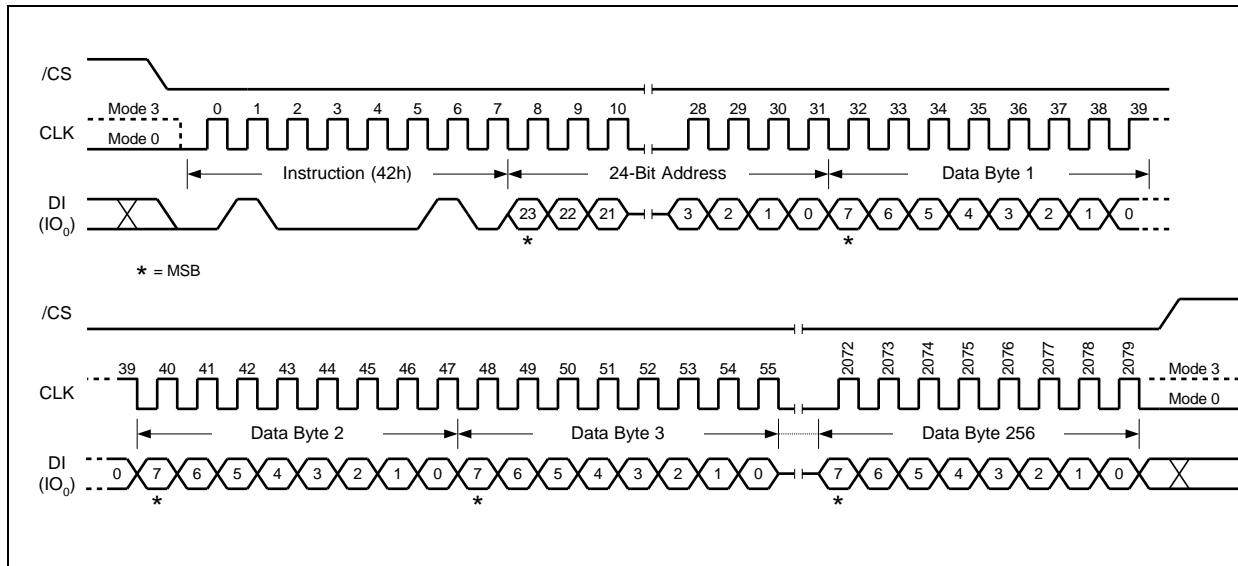 /CS
Mode 3 0 1 2 3 4 5 6 7 8 9 10 28 29 30 31 32 33 34 35 36 37 38 39
CLK Mode 0
Instruction (42h) 24-Bit Address Data Byte 1
DI
(IO0) 23 22 21 3 2 1 0 7 6 5 4 3 2 1 0
* *
* = MSB
/CS
39 40 41 42 43 44 45 46 47 48 49 50 51 52 53 54 55 2072 2073 2074 2075 2076 2077 2078 2079 Mode 3
CLK Mode 0
Data Byte 2 Data Byte 3 Data Byte 256
DI
(IO0) 0 7 6 5 4 3 2 1 0 7 6 5 4 3 2 1 0 7 6 5 4 3 2 1 0
* * *